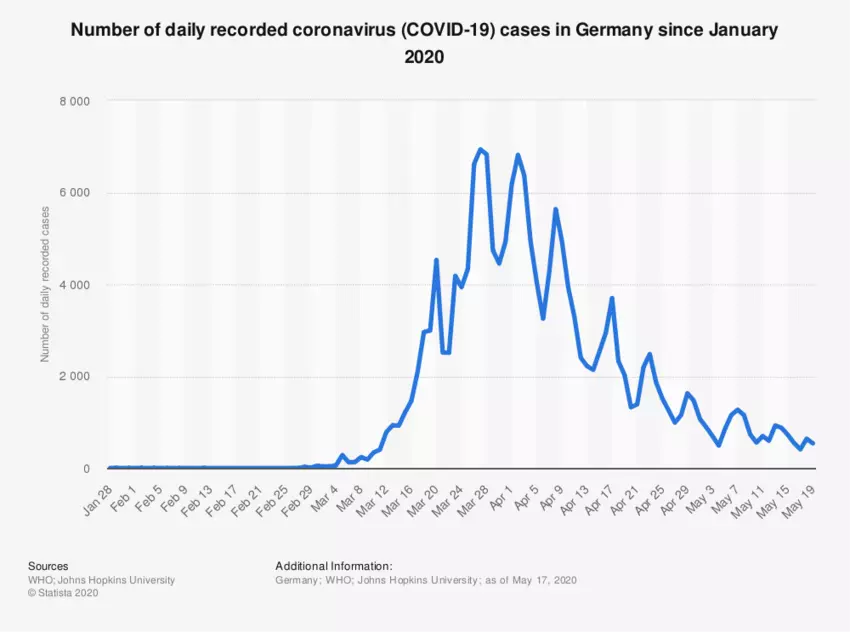 Number of daily recorded coronavirus (COVID-19) cases in Germany since January
2020
Number of daily recorded cases
8 000
6 000
4 000
2 000
0
Jan 28
Feb 1
Feb 5
Feb 9
Feb 13
Feb 17
Feb 21
Feb 25
Feb 29
Mar 4
Mar 8
Mar 12
Mar 16
Mar 20
Mar 24
Mar 28
Apr 1
Apr 5
Apr 9
Apr 13
Apr 17
Apr 21
Apr 25
Apr 29
May 3
May 7
May 11
May 15
May 19
Sources
WHO; Johns Hopkins University
© Statista 2020
Additional Information:
Germany; WHO; Johns Hopkins University; as of May 17, 2020